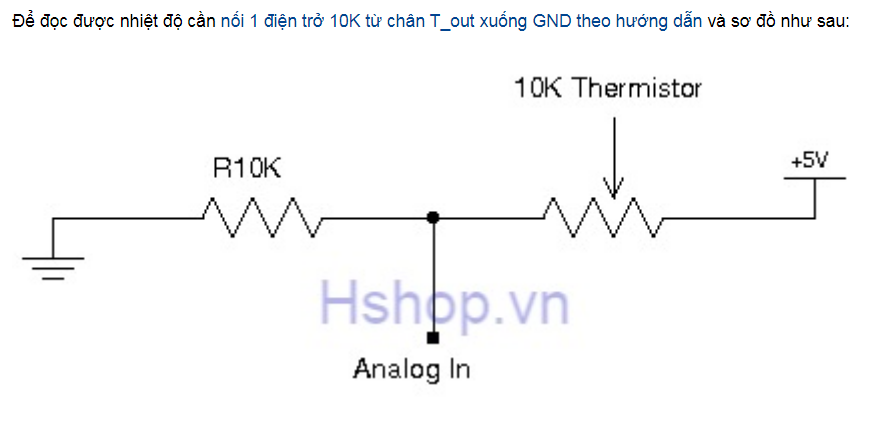 Để đọc được nhiệt độ cần nối 1 điện trở 10K từ chân T_out xuống GND theo hướng dẫn và sơ đồ như sau:
10K Thermistor
+5V
R10K
Hshop.vn
Analog In